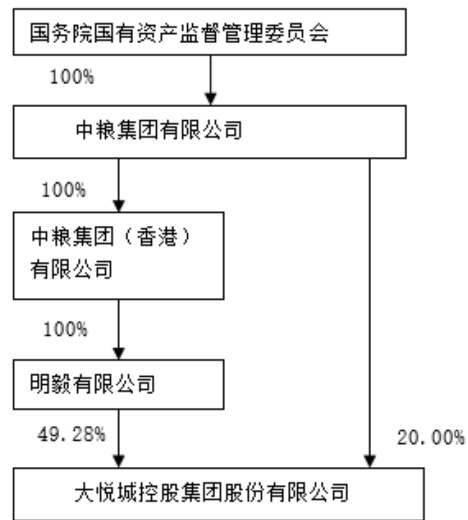 国务院国有资产监督管理委员会
100%
中粮集团有限公司
100%
中粮集团（香港）
有限公司
100%
明毅有限公司
49.28%
20.00%
大悦城控股集团股份有限公司